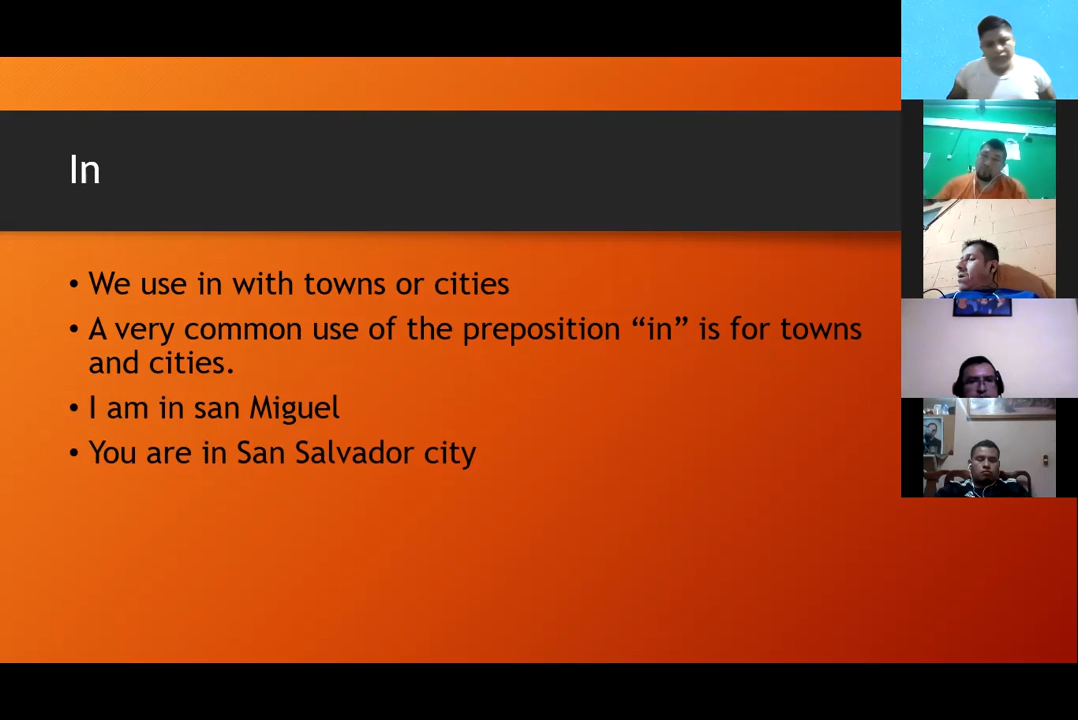 In
• We use in with towns or cities
• A very common use of the preposition “in” is for towns
and cities.
• I am in san Miguel
• You are in San Salvador city